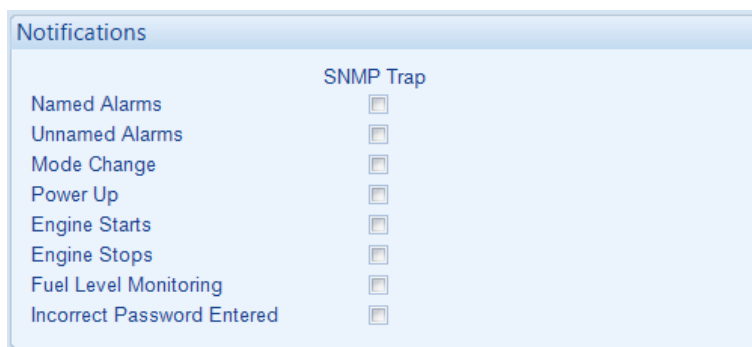 Notifications
SNMP Trap
Named Alarms
Unnamed Alarms
Mode Change
Power Up
Engine Starts
Engine Stops
Fuel Level Monitoring
Incorrect Password Entered